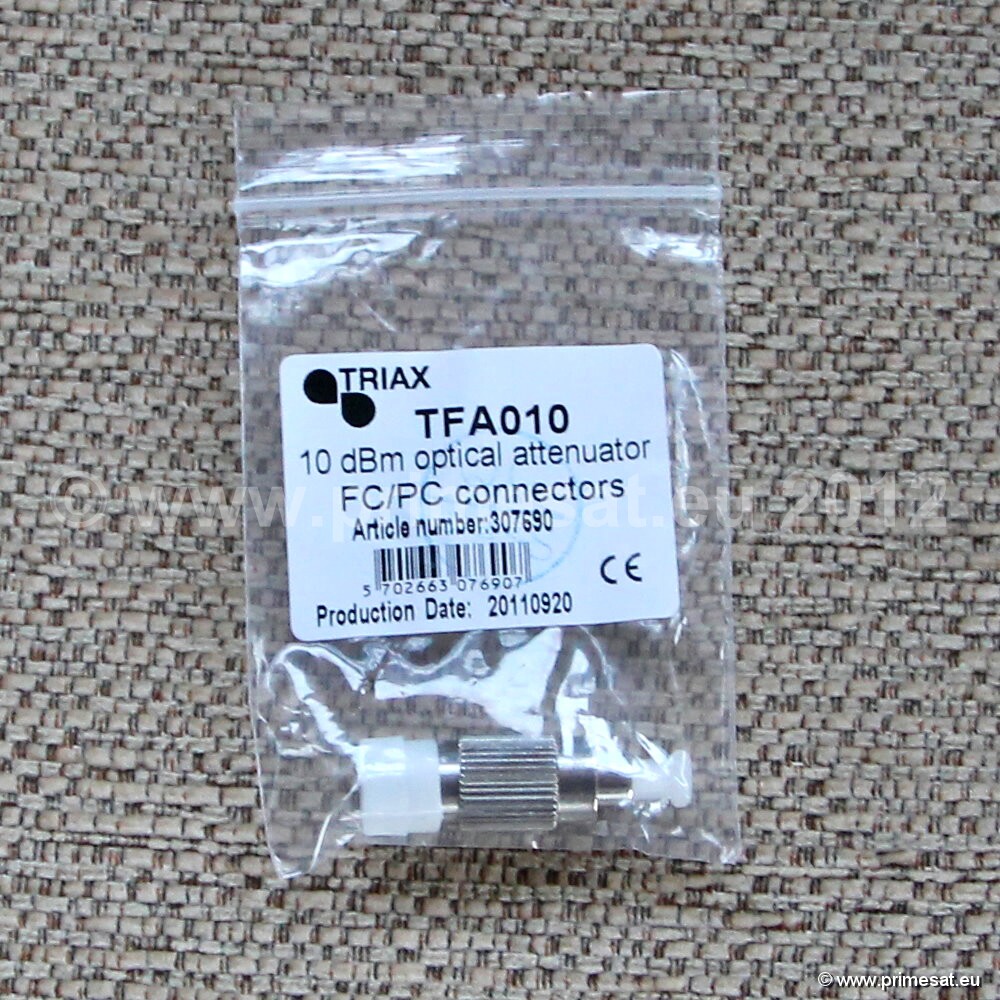 TRIAX
TFA010
10 dBm optical attenuator
FC/PC connectors
Article number:307690
5 702663 076907
CE
Production Date: 20110920
© www.primesat.eu 2012
© www.primesat.eu